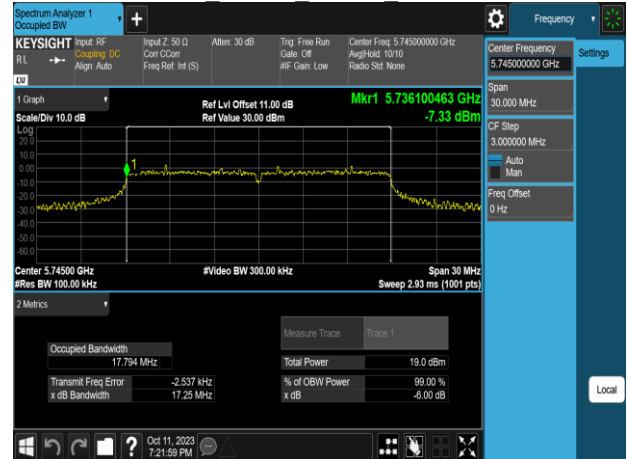 Spectrum Analyzer 1
Occupied BW
Frequency
KEYSIGHT
Input: RF
Input Z: 50 Ω
Atten: 30 dB
Trig: Free Run
Center Freq: 5.745000000 GHz
RL
Coupling: DC
Corr CCorr
Gate: Off
Avg|Hold: 10/10
Align: Auto
Freq Ref: Int (S)
#IF Gain: Low
Radio Std: None
LXI
Center Frequency
5.745000000 GHz
Settings
Span
30.000 MHz
CF Step
3.000000 MHz
Auto
Man
Freq Offset
0 Hz
Local
1 Graph
Ref Lvl Offset 11.00 dB
Mkr1 5.736100463 GHz
Scale/Div 10.0 dB
Ref Value 30.00 dBm
-7.33 dBm
Log
20.0
10.0
0.00
-10.0
-20.0
-30.0
-40.0
-50.0
-60.0
1
Center 5.74500 GHz
#Video BW 300.00 kHz
Span 30 MHz
#Res BW 100.00 kHz
Sweep 2.93 ms (1001 pts)
2 Metrics
Measure Trace
Trace 1
Occupied Bandwidth
17.794 MHz
Total Power
19.0 dBm
Transmit Freq Error
-2.537 kHz
% of OBW Power
99.00 %
x dB Bandwidth
17.25 MHz
x dB
-6.00 dB
Oct 11, 2023
7:21:59 PM